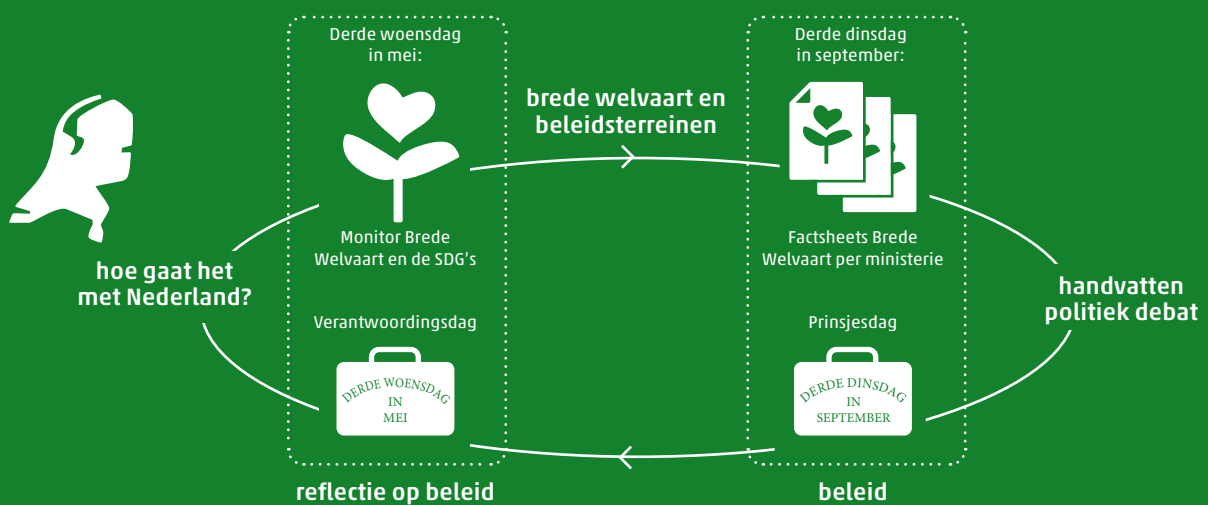 Derde woensdag
in mei:
Derde dinsdag
in september:
brede welvaart en
beleidsterreinen
Monitor Brede
Welvaart en de SDG's
Factsheets Brede
Welvaart per ministerie
hoe gaat het
met Nederland?
handvatten
politiek debat
Verantwoordingsdag
Prinsjesdag
DERDE WOENSDAG
IN
MEI
DERDE DINSDAG
IN
SEPTEMBER
reflectie op beleid
beleid